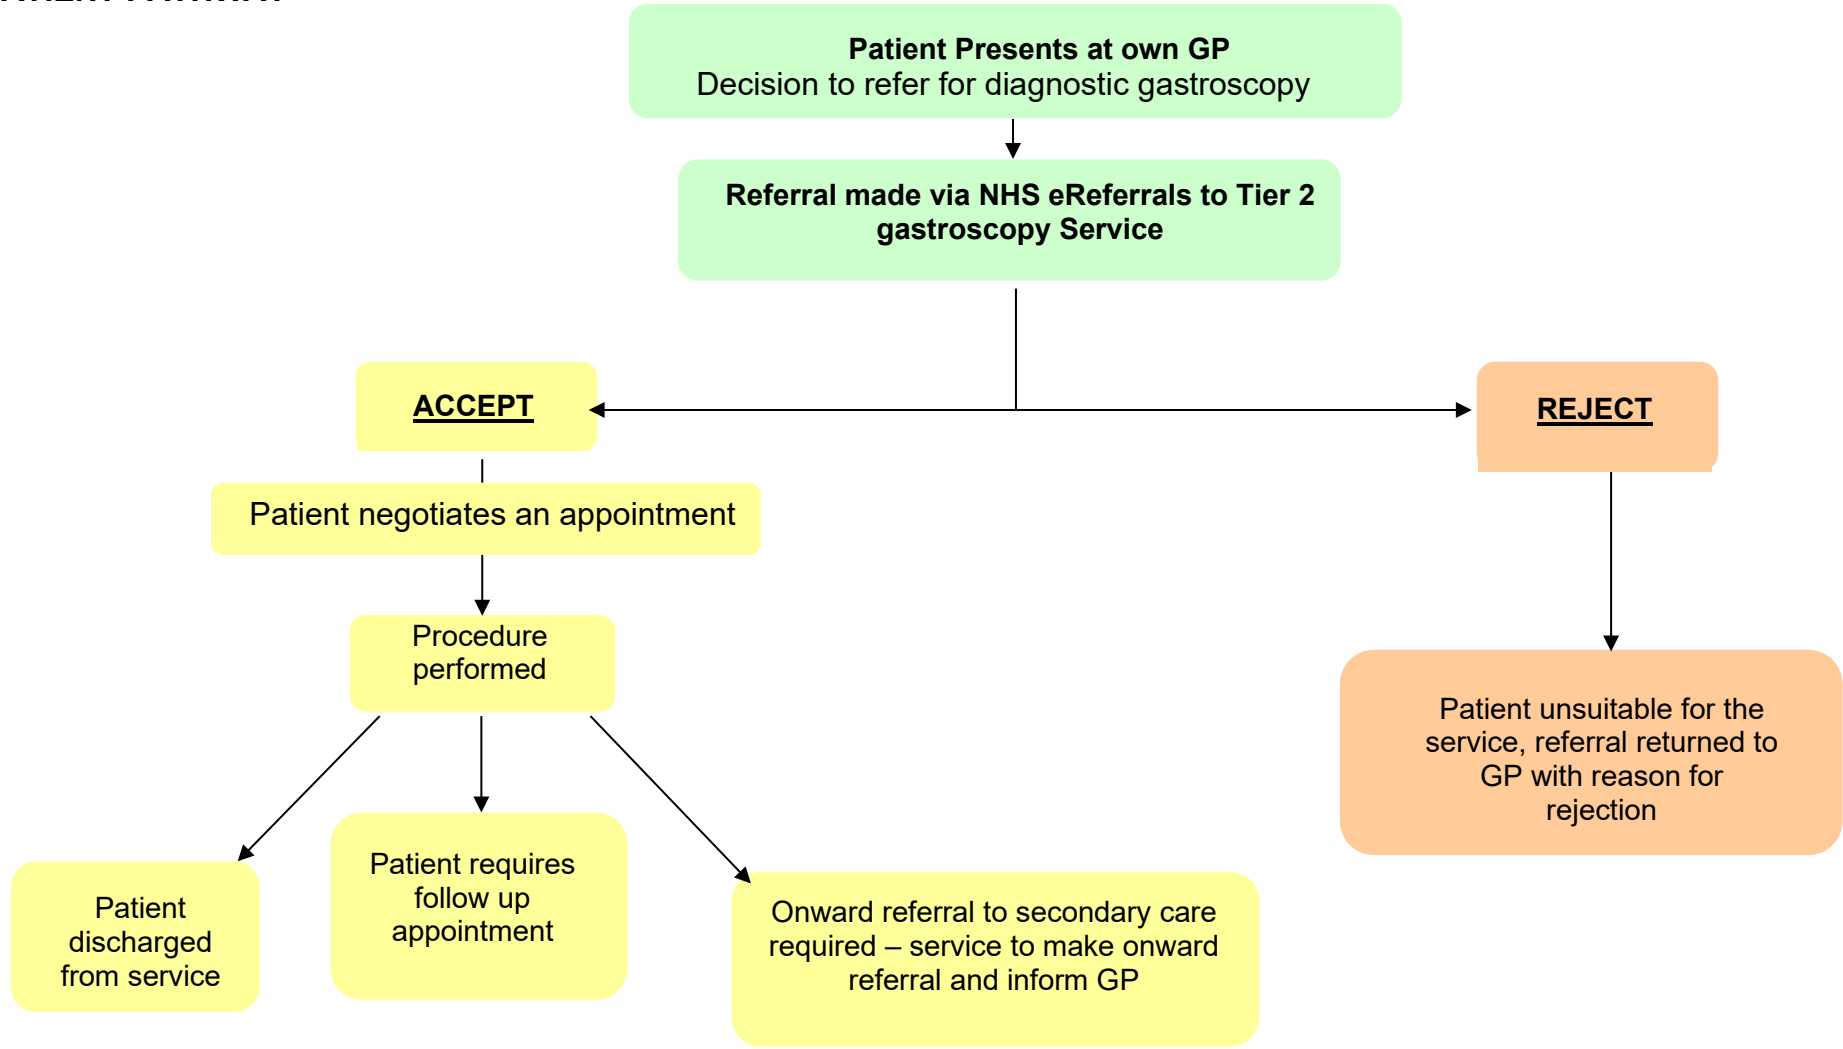 Patient Presents at own GP
Decision to refer for diagnostic gastroscopy
Referral made via NHS eReferrals to Tier 2
gastroscopy Service
ACCEPT
REJECT
Patient negotiates an appointment
Procedure
performed
Patient unsuitable for the
service, referral returned to
GP with reason for
rejection
Patient
discharged
from service
Patient requires
follow up
appointment
Onward referral to secondary care
required – service to make onward
referral and inform GP